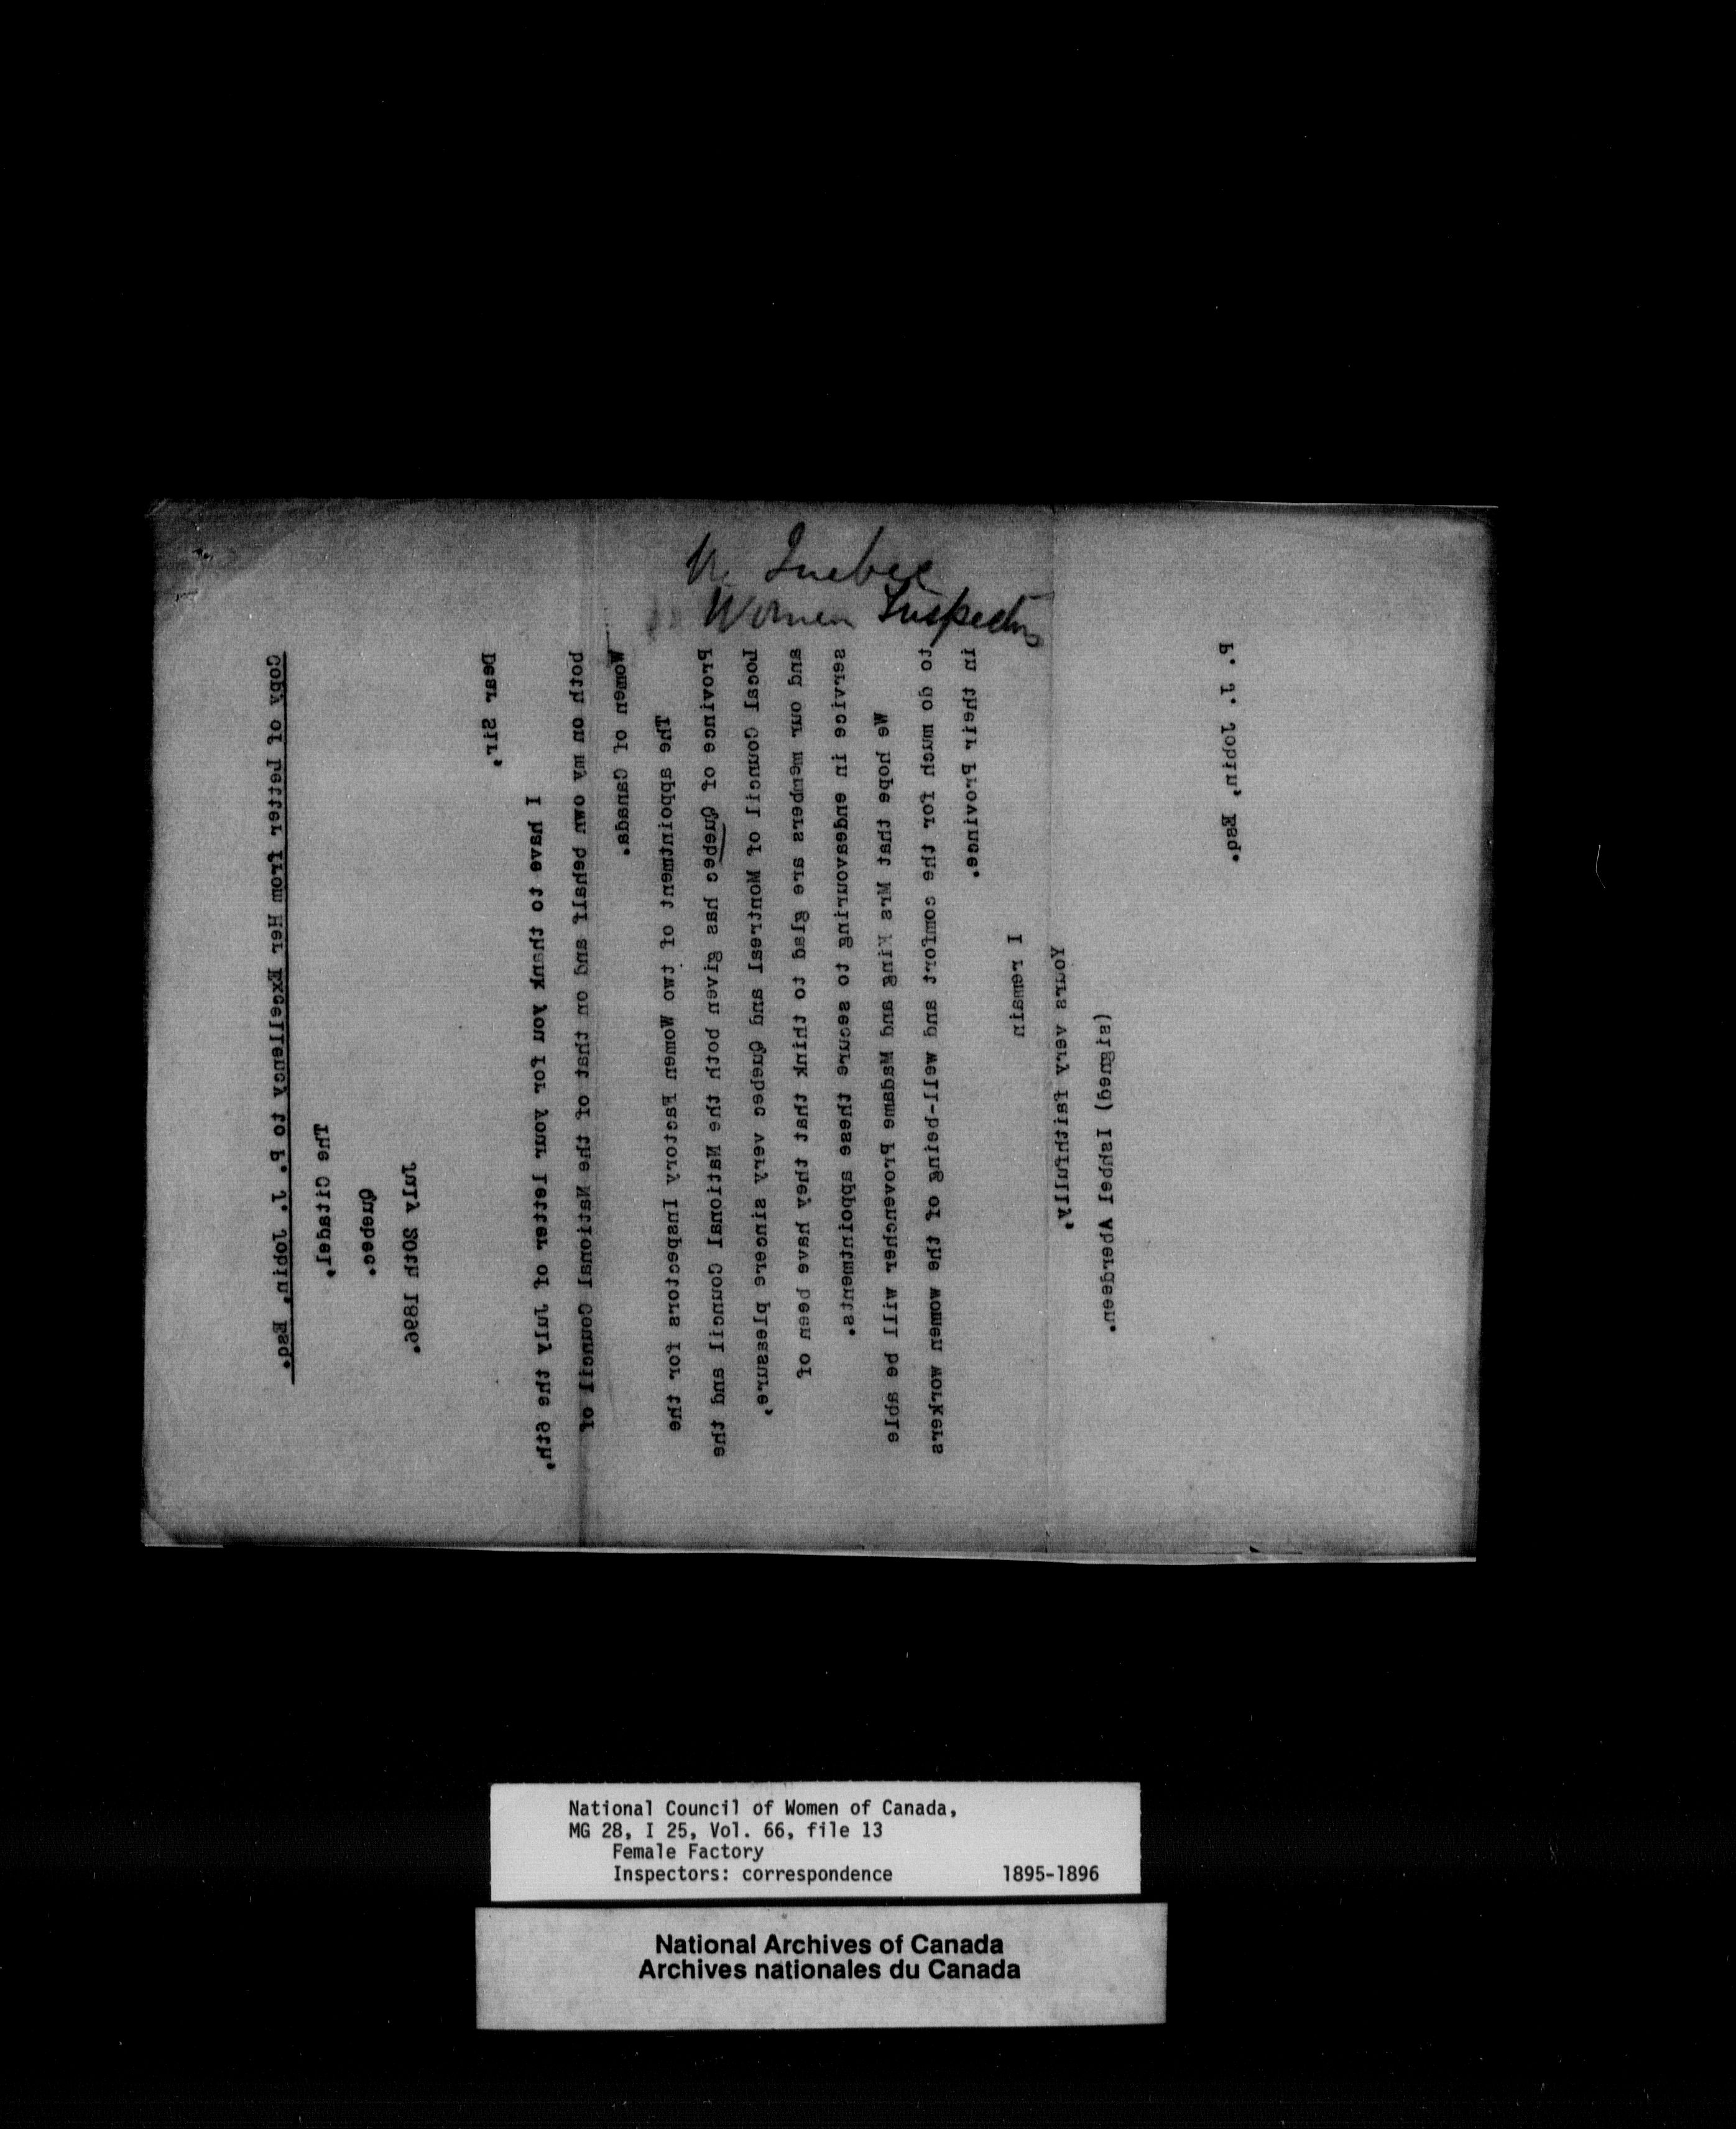 Quebec
Women Inspectors
Copy of Letter from Her Excellency to P. J. Jobin, Esq.
The Citadel,
Quebec.
July 20th 1896.
Dear Sir,
I have to thank you for your letter of July the 6th,
both on my own behalf and on that of the National Council of
Women of Canada.
The appointment of two Women Factory Inspectors for the
Province of Quebec has given both the National Council and the
Local Council of Montreal and Quebec very sincere pleasure,
and our members are glad to think that they have been of
service in endeavouring to secure these appointments.
We hope that Mrs King and Madame Provencher will be able
to do much for the comfort and well-being of the women workers
in their Province.
I remain
Yours very faithfully,
(signed) Ishbel Aberdeen.
P. J. Jobin, Esq.
National Council of Women of Canada,
MG 28, I 25, Vol. 66, file 13
Female Factory
Inspectors: correspondence 1895-1896
National Archives of Canada
Archives nationales du Canada